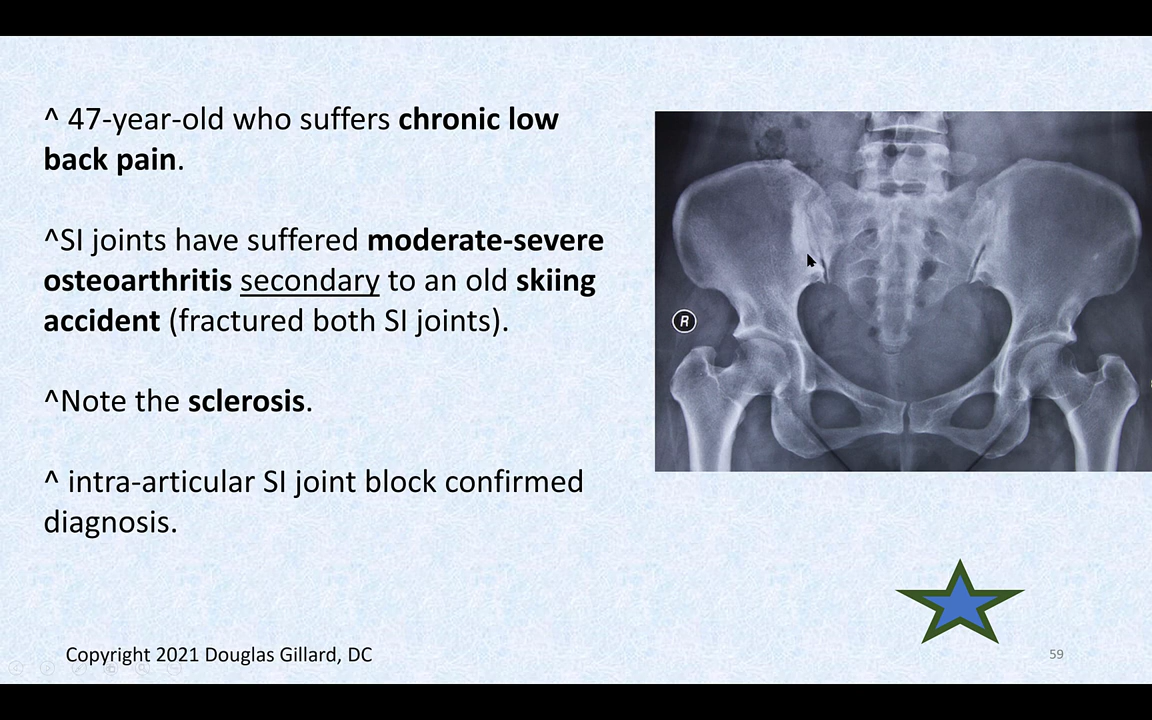 ^ 47-year-old who suffers chronic low
back pain.
^SI joints have suffered moderate-severe
osteoarthritis secondary to an old skiing
accident (fractured both SI joints).
^Note the sclerosis.
^ intra-articular SI joint block confirmed
diagnosis.
R
Copyright 2021 Douglas Gillard, DC
59